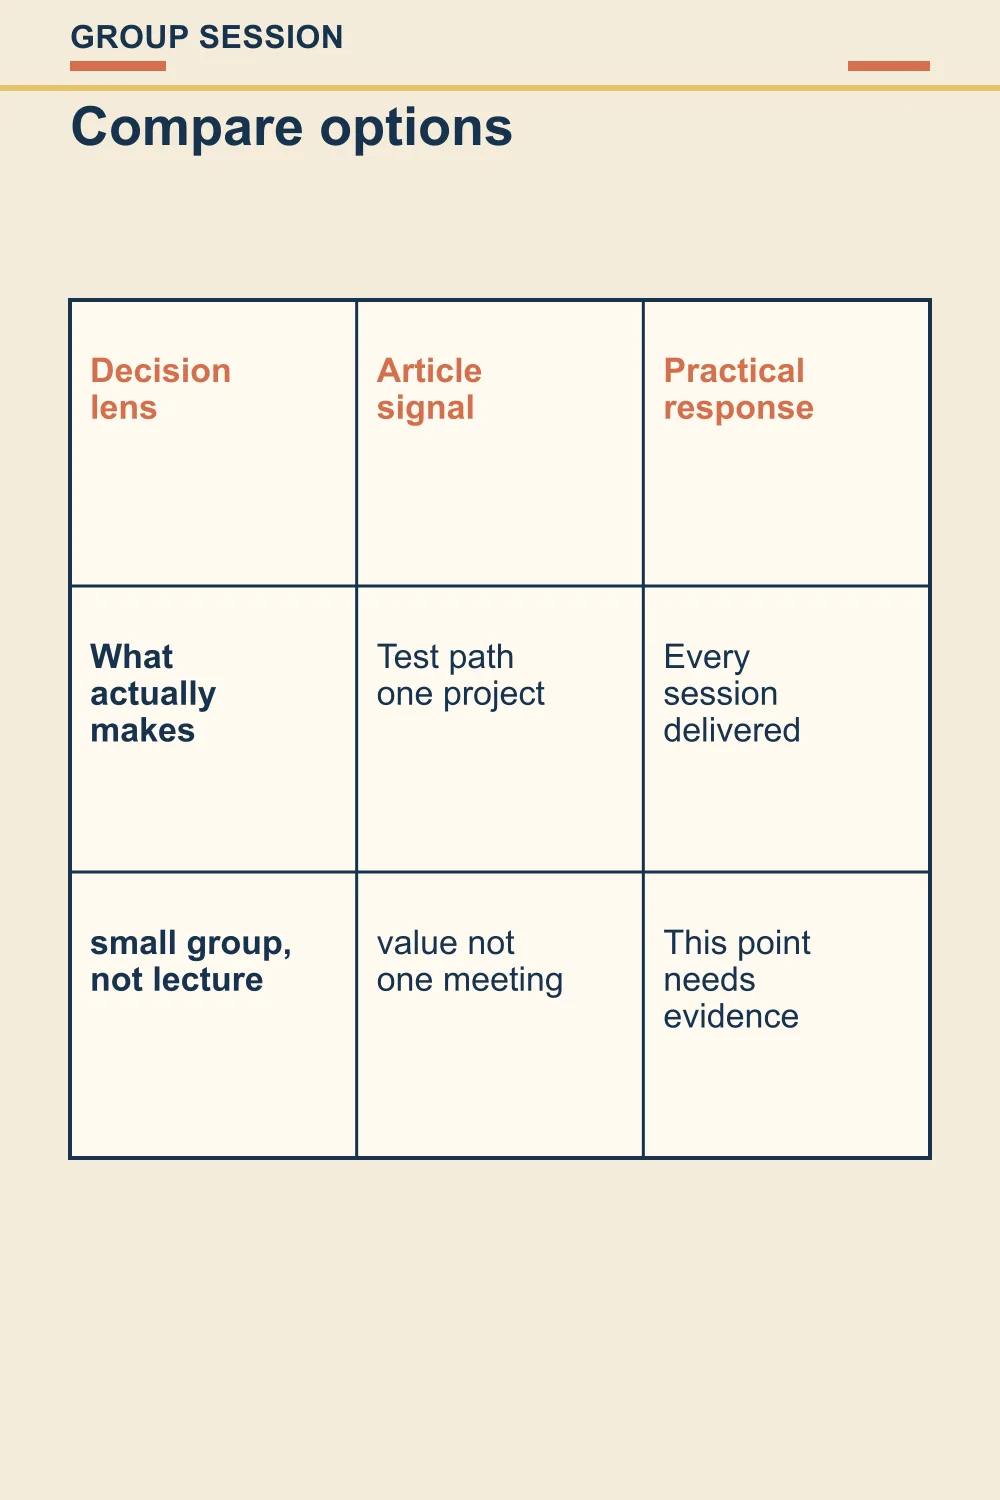 GROUP SESSION
Compare options
Decision
lens
Article
signal
Practical
response
What
actually
makes
Test path
one project
Every
session
delivered
small group,
not lecture
value not
one meeting
This point
needs
evidence